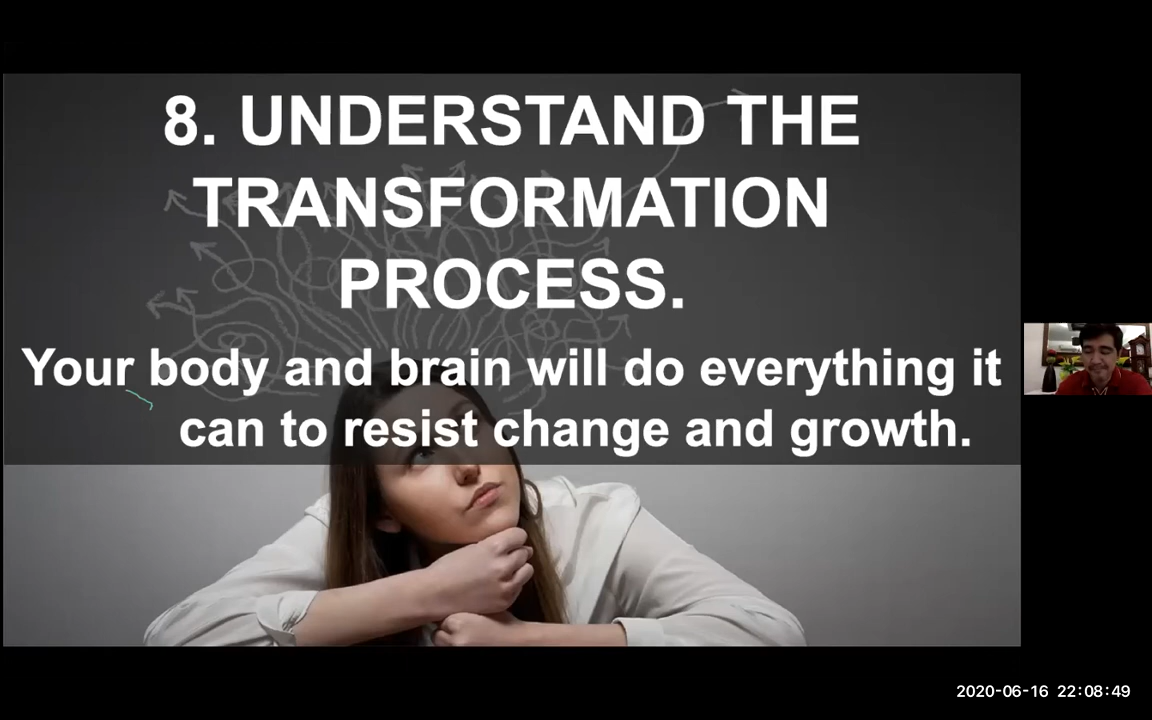 8. UNDERSTAND THE
TRANSFORMATION
PROCESS.
Your body and brain will do everything it
can to resist change and growth.
2020-06-16 22:08:49